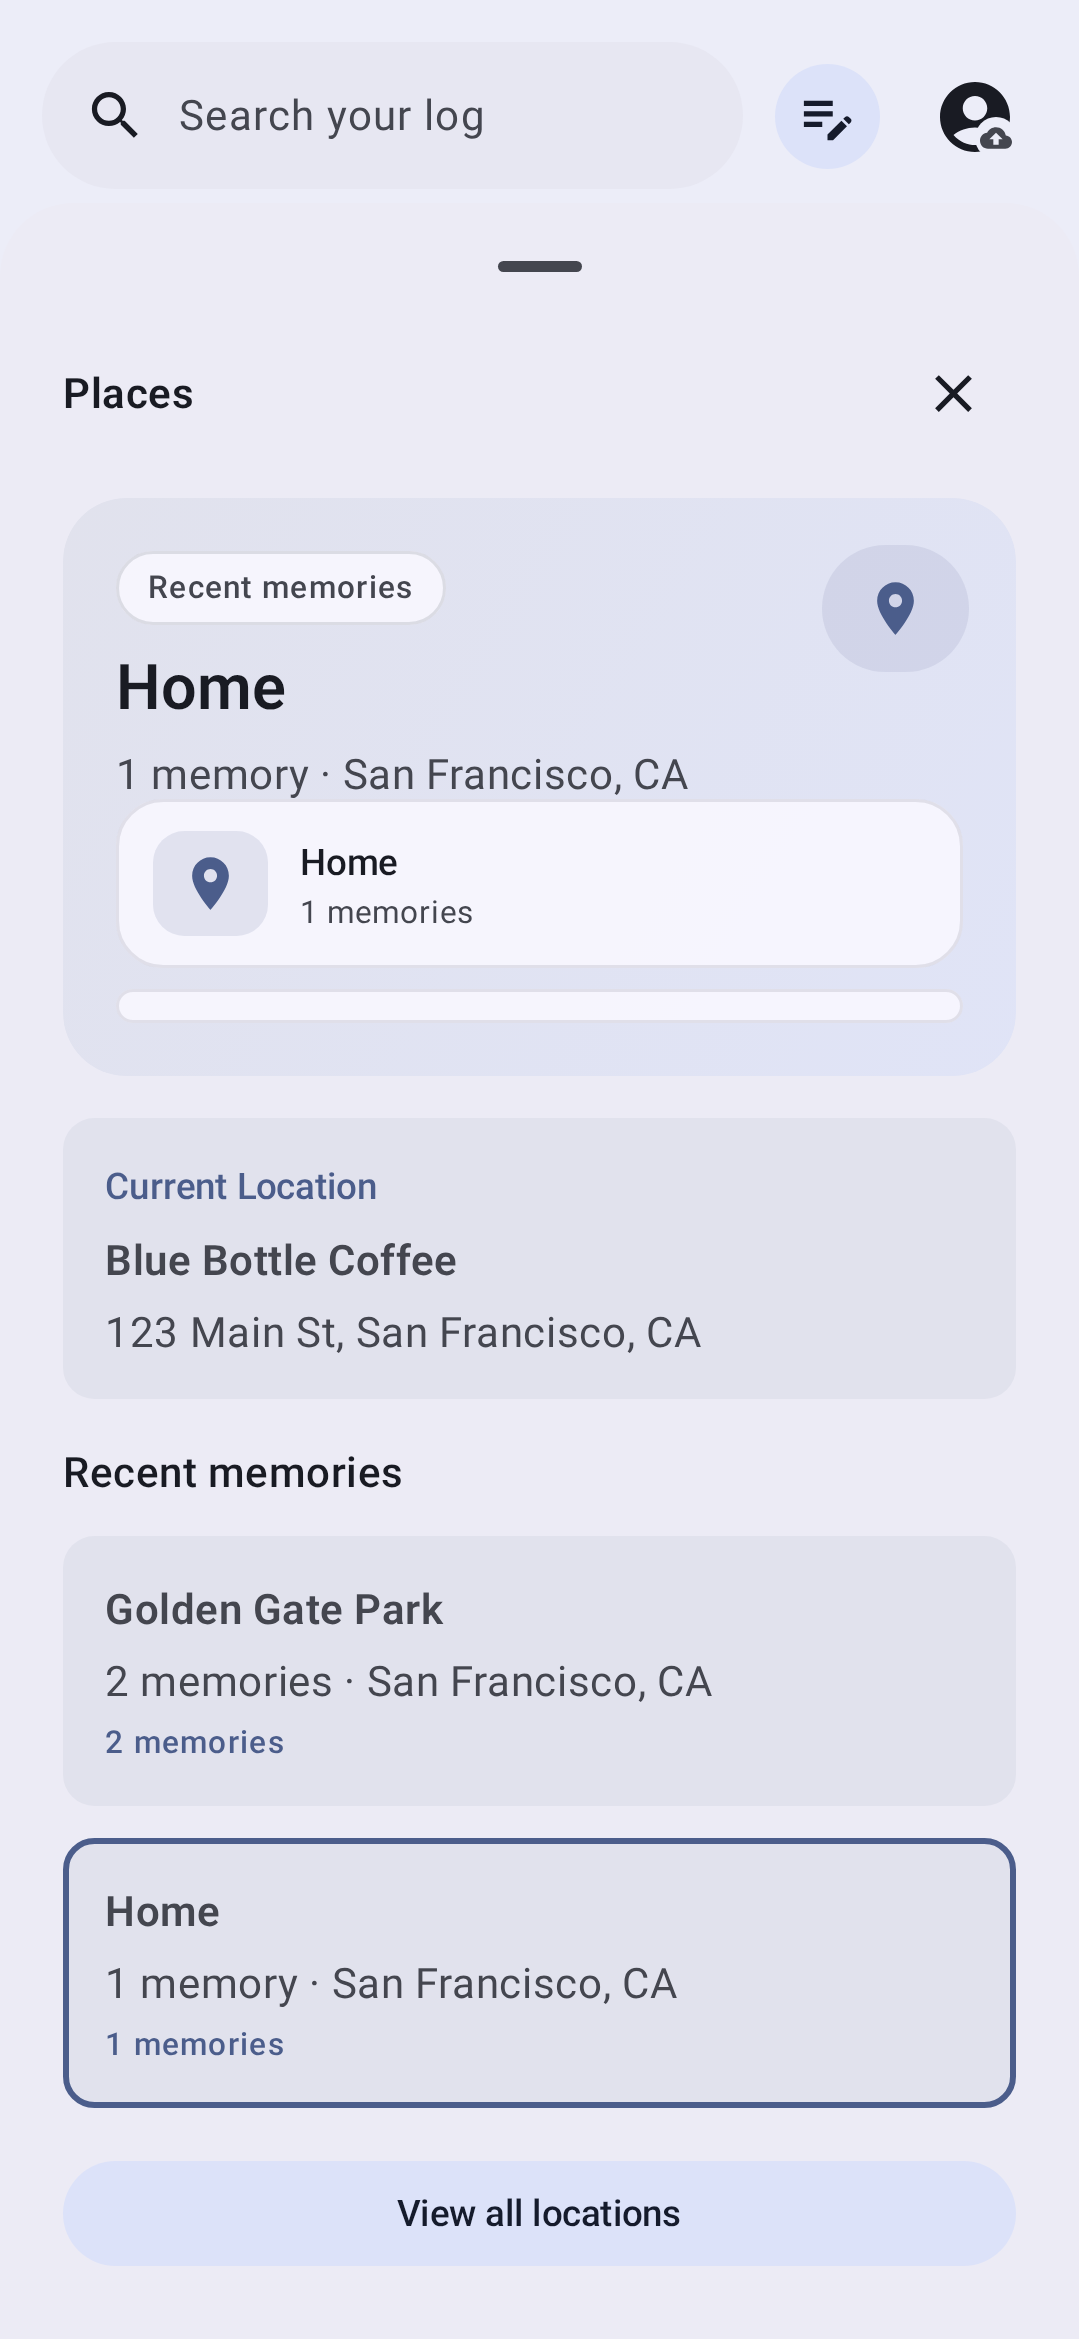 Search your log
Places
Recent memories
Home
1 memory · San Francisco, CA
Home
1 memories
Current Location
Blue Bottle Coffee
123 Main St, San Francisco, CA
Recent memories
Golden Gate Park
2 memories · San Francisco, CA
2 memories
Home
1 memory · San Francisco, CA
1 memories
View all locations